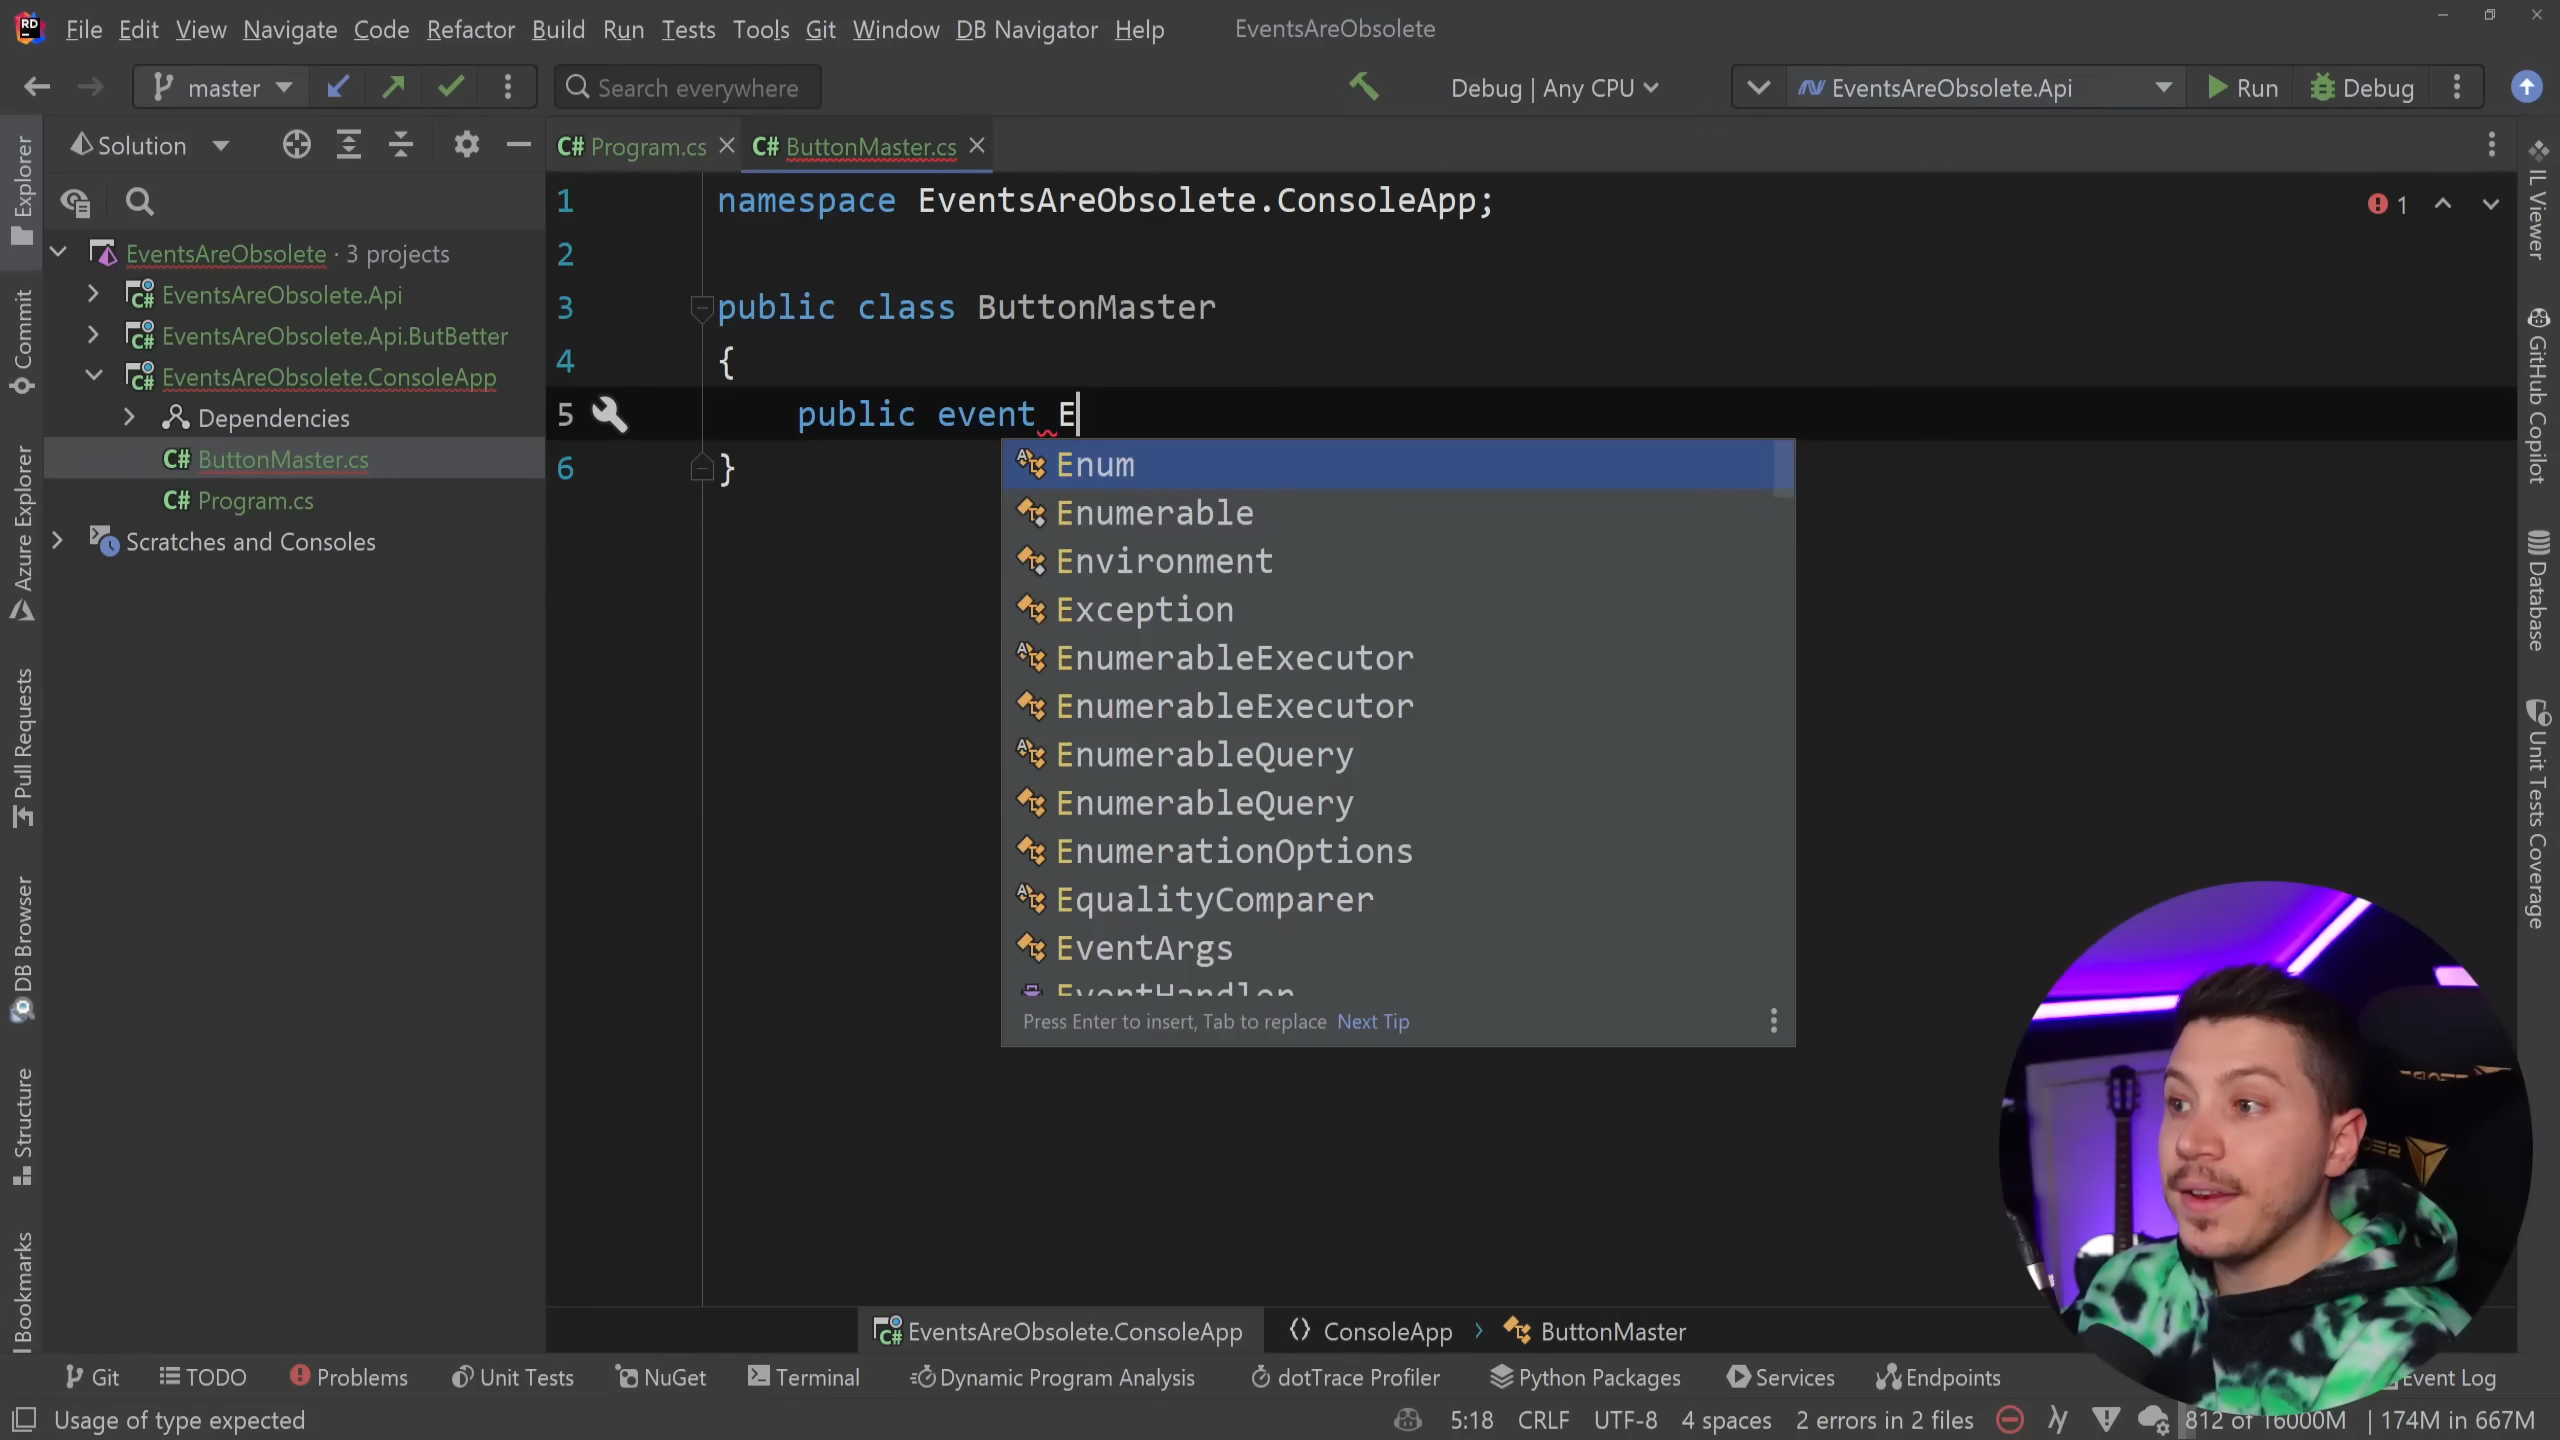 File Edit View Navigate Code Refactor Build Run Tests Tools Git Window DB Navigator Help EventsAreObsolete
master Search everywhere Debug | Any CPU EventsAreObsolete.Api Run Debug
Solution
Program.cs ButtonMaster.cs
EventsAreObsolete · 3 projects
EventsAreObsolete.Api
EventsAreObsolete.Api.ButBetter
EventsAreObsolete.ConsoleApp
Dependencies
ButtonMaster.cs
Program.cs
Scratches and Consoles
Explorer
Commit
Azure Explorer
Pull Requests
DB Browser
Structure
Bookmarks
1 namespace EventsAreObsolete.ConsoleApp;
2
3 public class ButtonMaster
4 {
5 public event E
6 }
1
Enum
Enumerable
Environment
Exception
EnumerableExecutor
EnumerableExecutor
EnumerableQuery
EnumerableQuery
EnumerationOptions
EqualityComparer
EventArgs
EventHandler
Press Enter to insert, Tab to replace Next Tip
IL Viewer
GitHub Copilot
Database
Unit Tests Coverage
EventsAreObsolete.ConsoleApp ConsoleApp ButtonMaster
Git TODO Problems Unit Tests NuGet Terminal Dynamic Program Analysis dotTrace Profiler Python Packages Services Endpoints Event Log
Usage of type expected 5:18 CRLF UTF-8 4 spaces 2 errors in 2 files 812 of 16000M | 174M in 667M